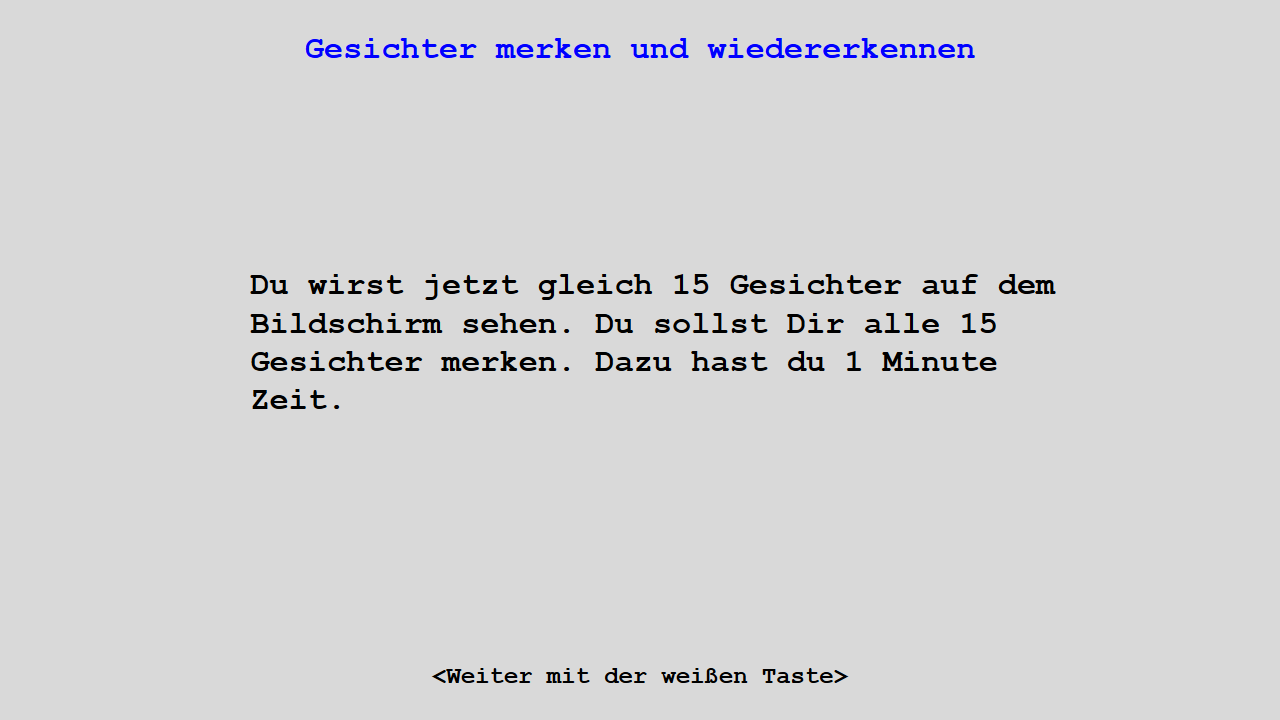 Gesichter merken und wiedererkennen
Du wirst jetzt gleich 15 Gesichter auf dem
Bildschirm sehen. Du sollst Dir alle 15
Gesichter merken. Dazu hast du 1 Minute
Zeit.
<Weiter mit der weißen Taste>